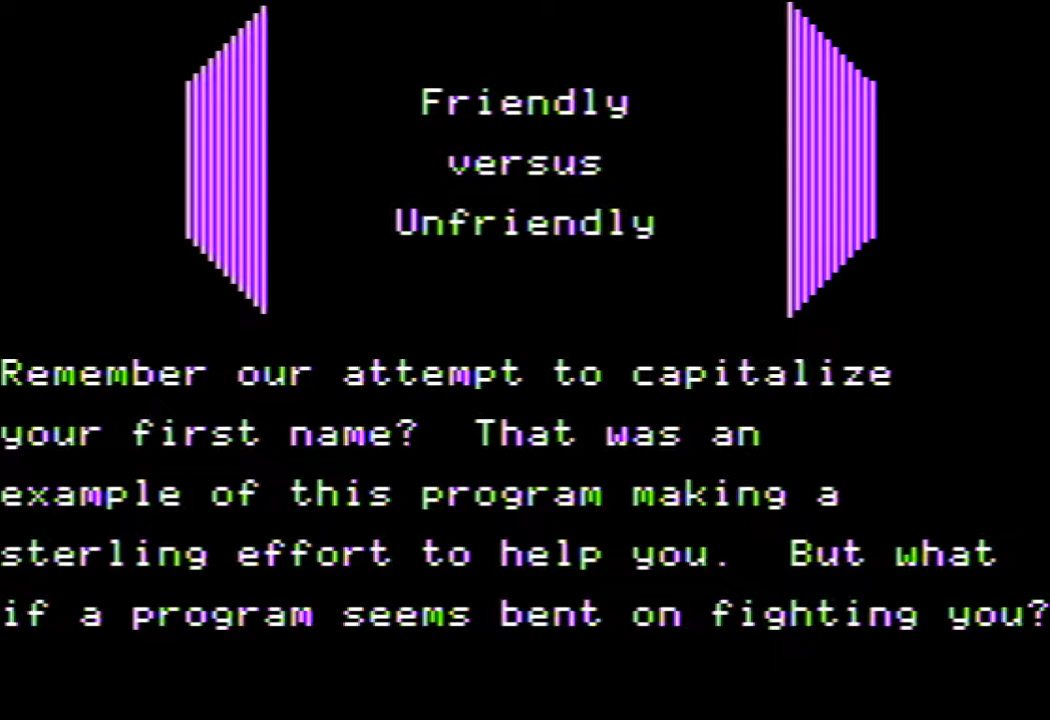 Friendly
versus
Unfriendly
Remember our attempt to capitalize
your first name?  That was an
example of this program making a
sterling effort to help you.  But what
if a program seems bent on fighting you?